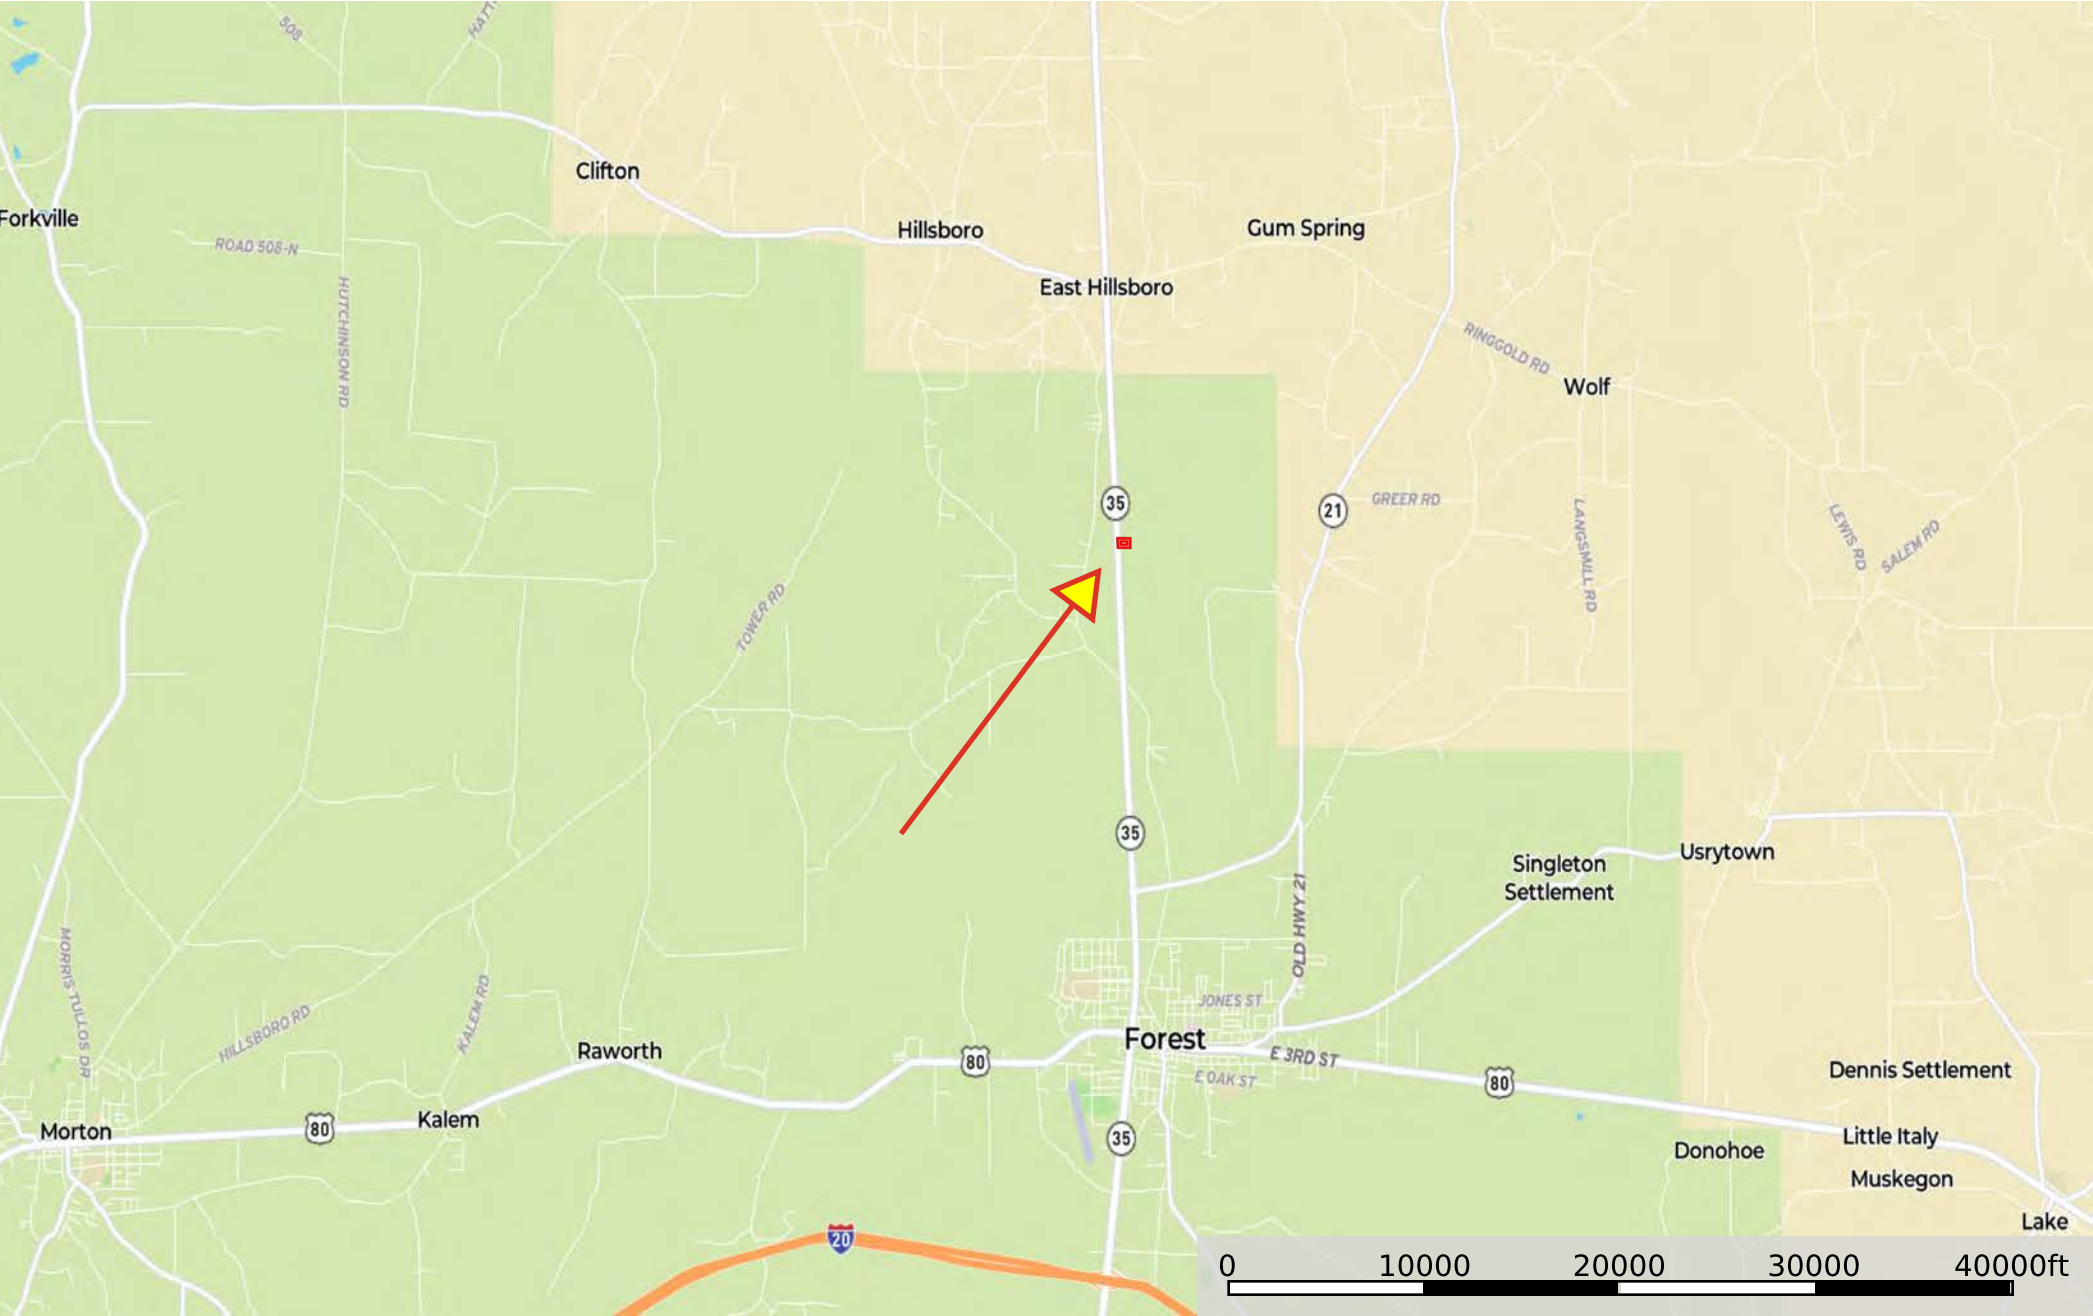 508
HATT
Clifton
Forkville
ROAD 508-N
Hillsboro
Gum Spring
East Hillsboro
HUTCHINSON RD
RINGGOLD RD
Wolf
35
21
GREER RD
LANGSMILL RD
LEWIS RD
SALEM RD
TOWER RD
35
Singleton
Settlement
Usrytown
OLD HWY 21
MORRIS TULLOS DR
HILLSBORO RD
KALEM RD
JONES ST
Forest
Raworth
80
E 3RD ST
E OAK ST
80
Dennis Settlement
Kalem
80
Morton
35
Little Italy
Donohoe
Muskegon
Lake
20
0 10000 20000 30000 40000ft